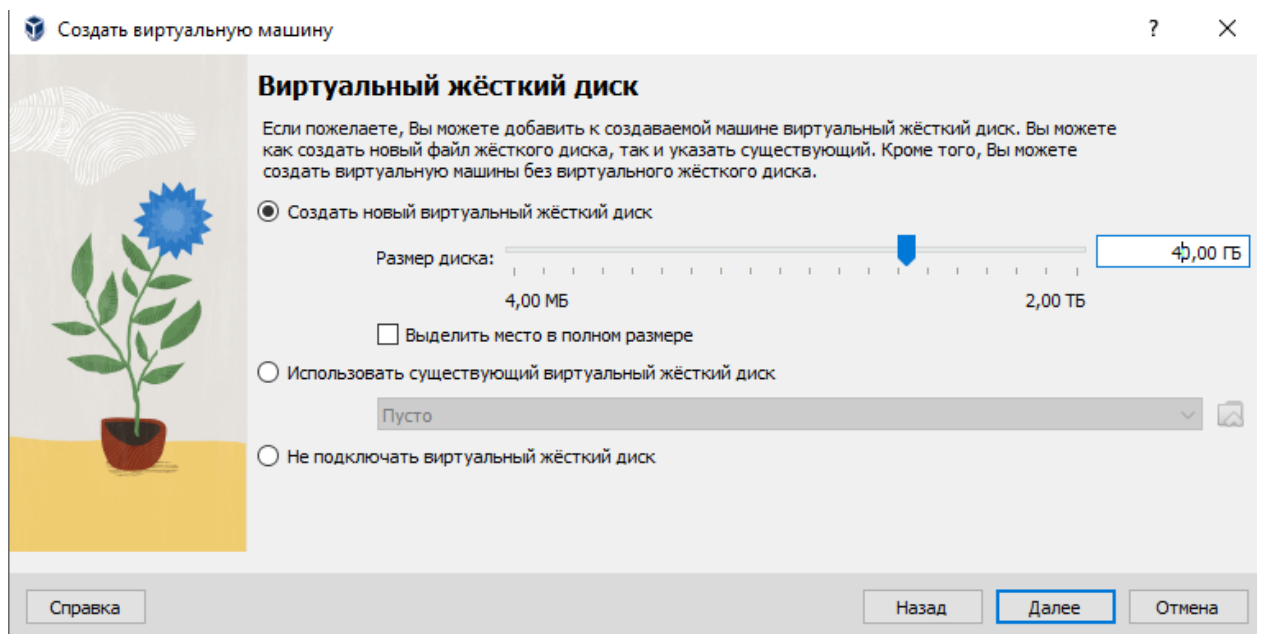 Создать виртуальную машину
?
Виртуальный жёсткий диск
Если пожелаете, Вы можете добавить к создаваемой машине виртуальный жёсткий диск. Вы можете
как создать новый файл жёсткого диска, так и указать существующий. Кроме того, Вы можете
создать виртуальную машины без виртуального жёсткого диска.
Создать новый виртуальный жёсткий диск
Размер диска:
40,00 ГБ
4,00 МБ
2,00 ТБ
Выделить место в полном размере
Использовать существующий виртуальный жёсткий диск
Пусто
Не подключать виртуальный жёсткий диск
Справка
Назад
Далее
Отмена